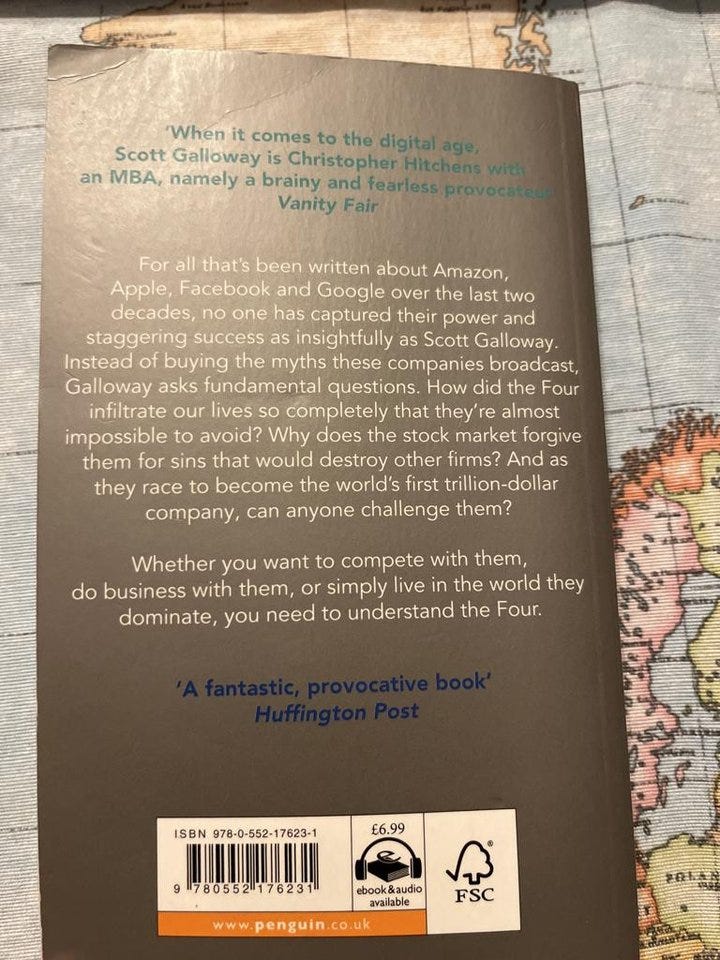 'When it comes to the digital age,
Scott Galloway is Christopher Hitchens with
an MBA, namely a brainy and fearless provocateur
Vanity Fair
For all that's been written about Amazon,
Apple, Facebook and Google over the last two
decades, no one has captured their power and
staggering success as insightfully as Scott Galloway.
Instead of buying the myths these companies broadcast,
Galloway asks fundamental questions. How did the Four
infiltrate our lives so completely that they're almost
impossible to avoid? Why does the stock market forgive
them for sins that would destroy other firms? And as
they race to become the world's first trillion-dollar
company, can anyone challenge them?
Whether you want to compete with them,
do business with them, or simply live in the world they
dominate, you need to understand the Four.
'A fantastic, provocative book'
Huffington Post
ISBN 978-0-552-17623-1
9 780552 176231
£6.99
ebook & audio
available
FSC
®
www.penguin.co.uk